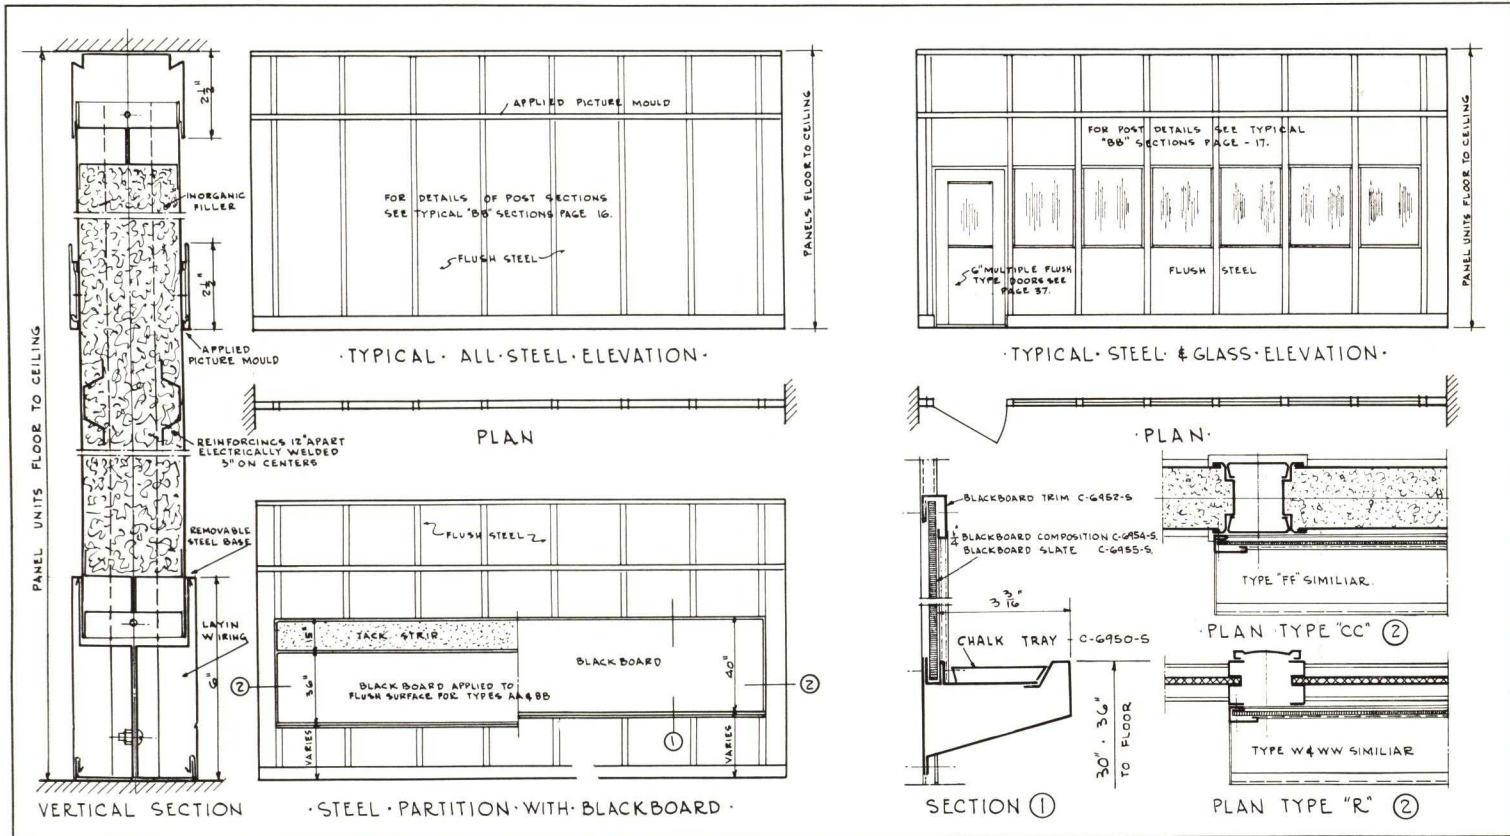 PANEL UNITS FLOOR TO CEILING
2½"
INORGANIC
FILLER
2½"
APPLIED
PICTURE MOULD
REINFORCINGS 12" APART
ELECTRICALLY WELDED
3" ON CENTERS
REMOVABLE
STEEL BASE
LAY IN
WIRING
6"
VERTICAL SECTION
APPLIED PICTURE MOULD
FOR DETAILS OF POST SECTIONS
SEE TYPICAL "BB" SECTIONS PAGE 16.
FLUSH STEEL
PANELS FLOOR TO CEILING
·TYPICAL· ALL·STEEL·ELEVATION·
PLAN
FLUSH STEEL
15"
TACK STRIP
36"
BLACKBOARD APPLIED TO
FLUSH SURFACE FOR TYPES AA & BB
BLACKBOARD
40"
2
2
1
VARIES
VARIES
·STEEL·PARTITION·WITH·BLACKBOARD·
FOR POST DETAILS SEE TYPICAL
"BB" SECTIONS PAGE - 17.
6" MULTIPLE FLUSH
TYPE DOORS SEE
PAGE 37.
FLUSH STEEL
PANEL UNITS FLOOR TO CEILING
·TYPICAL·STEEL & GLASS·ELEVATION·
·PLAN·
BLACKBOARD TRIM C-6952-S
¼" BLACKBOARD COMPOSITION C-6954-S.
BLACKBOARD SLATE C-6955-S.
3 3/16"
CHALK TRAY - C-6950-S
30" · 36"
TO FLOOR
SECTION 1
TYPE "FF" SIMILIAR.
·PLAN·TYPE "CC" 2
TYPE W & WW SIMILIAR
PLAN TYPE "R" 2